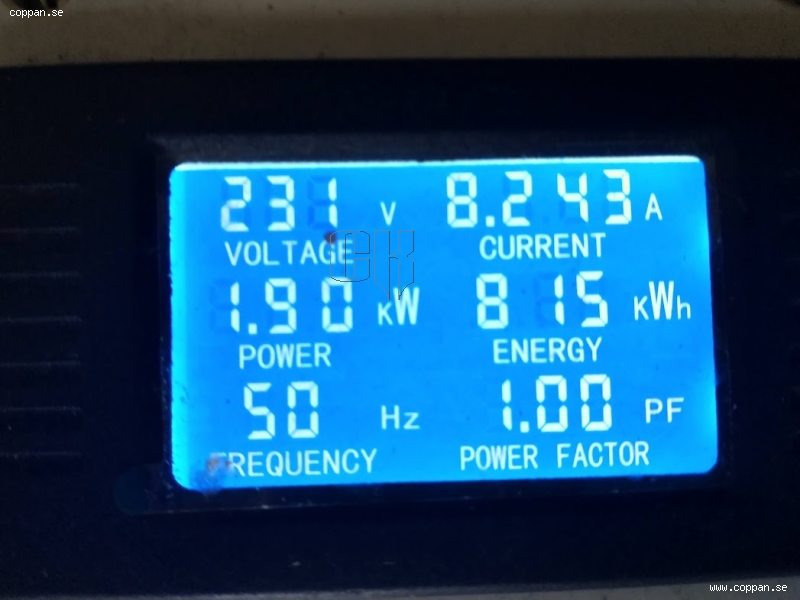 coppan.se
231 V 8.243 A
VOLTAGE CURRENT
1.90 kW 815 kWh
POWER ENERGY
50 Hz 1.00 PF
FREQUENCY POWER FACTOR
www.coppan.se